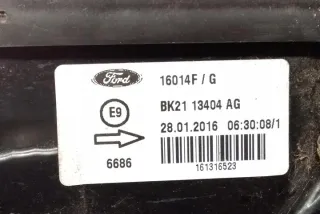 Ford
16014F / G
E9
BK21 13404 AG
28.01.2016 06:30:08/1
6686
161316523